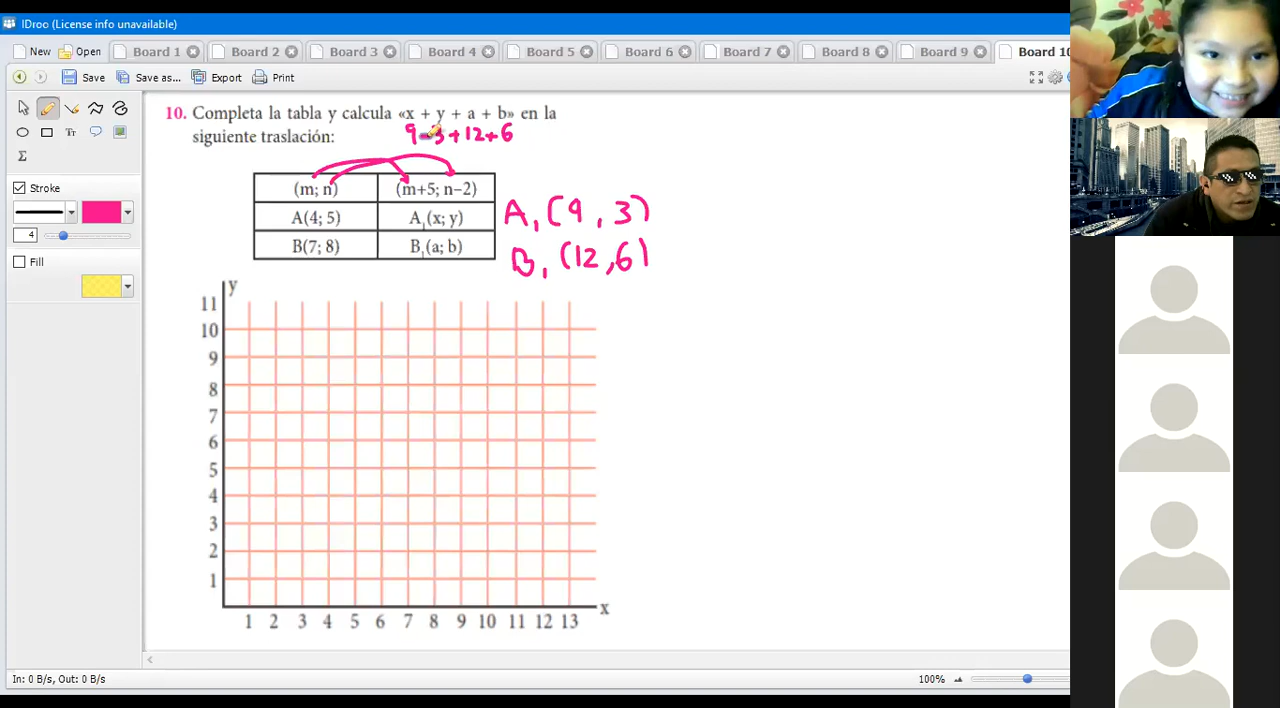 IDroo (License info unavailable)
New Open Board 1 Board 2 Board 3 Board 4 Board 5 Board 6 Board 7 Board 8 Board 9 Board 10
Save Save as... Export Print
Tr
Σ
Stroke
4
Fill
10. Completa la tabla y calcula «x + y + a + b» en la
siguiente traslación:
9 3 + 12 + 6
(m; n) (m+5; n−2)
A(4; 5) A₁(x; y) A₁ (9 , 3)
B(7; 8) B₁(a; b) B₁ (12 ,6)
y
11
10
9
8
7
6
5
4
3
2
1
x
1 2 3 4 5 6 7 8 9 10 11 12 13
In: 0 B/s, Out: 0 B/s 100%